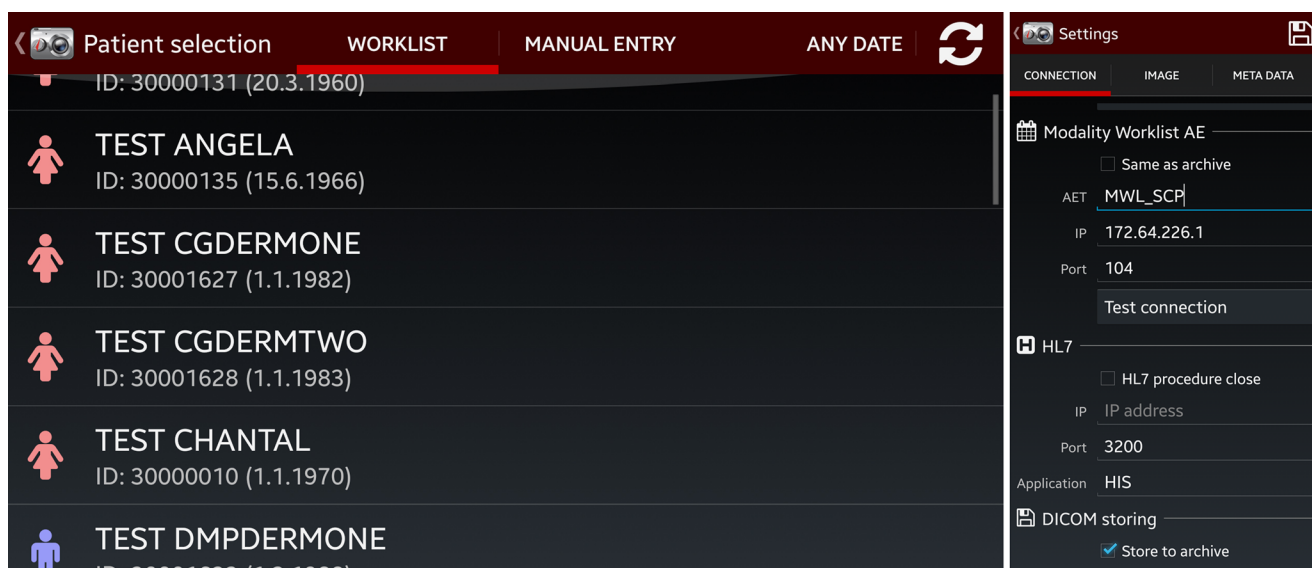 Patient selection WORKLIST MANUAL ENTRY ANY DATE
ID: 30000131 (20.3.1960)
TEST ANGELA
ID: 30000135 (15.6.1966)
TEST CGDERMONE
ID: 30001627 (1.1.1982)
TEST CGDERMTWO
ID: 30001628 (1.1.1983)
TEST CHANTAL
ID: 30000010 (1.1.1970)
TEST DMPDERMONE
Settings
CONNECTION IMAGE META DATA
Modality Worklist AE
Same as archive
AET MWL_SCP
IP 172.64.226.1
Port 104
Test connection
H HL7
HL7 procedure close
IP IP address
Port 3200
Application HIS
DICOM storing
Store to archive